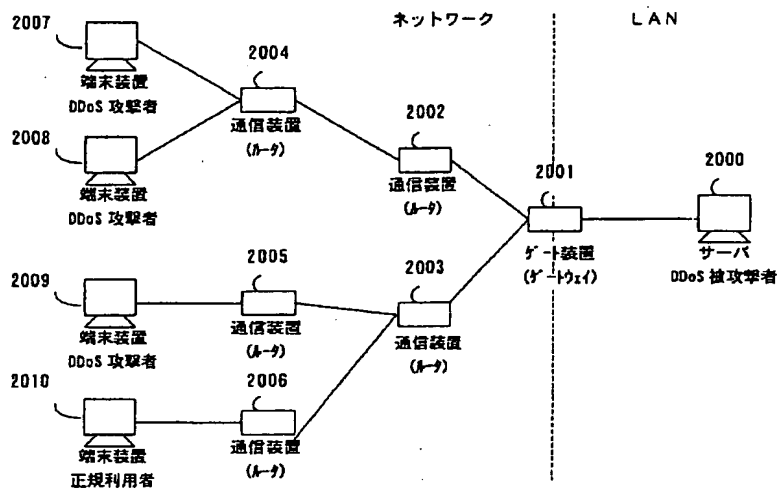 ネットワーク
LAN
2007
端末装置
DDoS 攻撃者
2004
通信装置
(ルータ)
2002
通信装置
(ルータ)
2008
端末装置
DDoS 攻撃者
2001
ゲート装置
(ゲートウェイ)
2000
サーバ
DDoS 被攻撃者
2009
端末装置
DDoS 攻撃者
2005
通信装置
(ルータ)
2003
通信装置
(ルータ)
2010
端末装置
正規利用者
2006
通信装置
(ルータ)